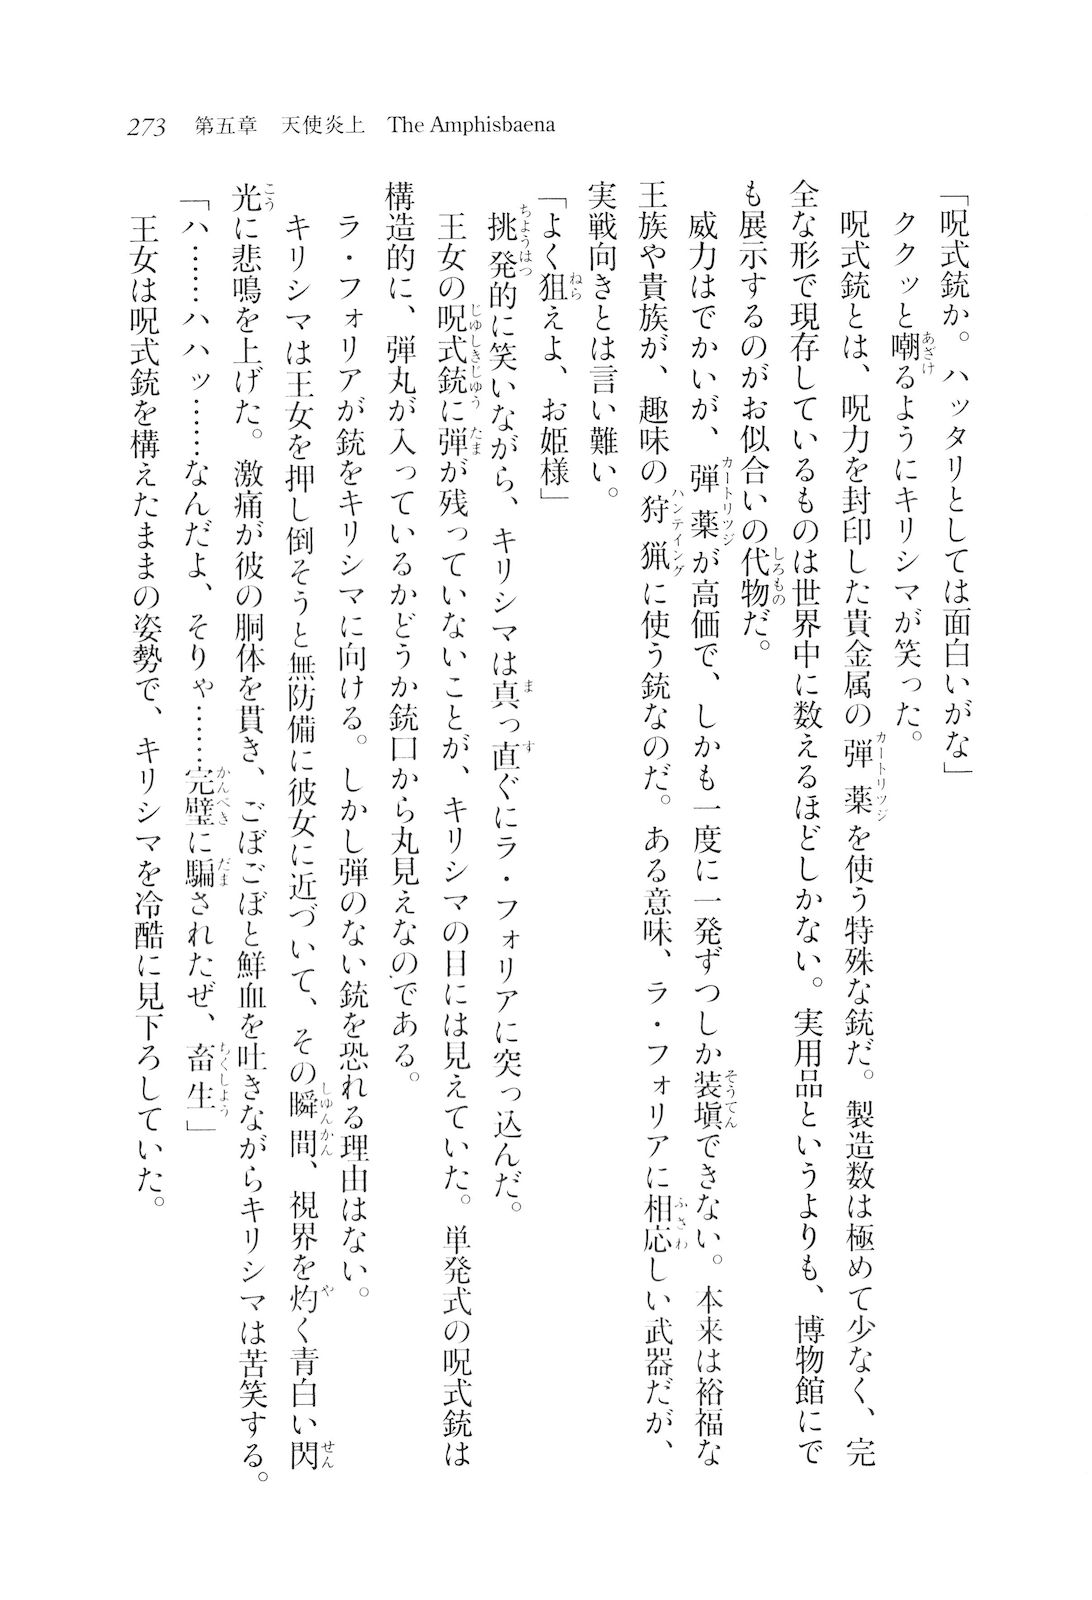 273　第五章　天使炎上　The Amphisbaena
「呪式銃か。ハッタリとしては面白いがな」
　ククッと嘲るようにキリシマが笑った。
　呪式銃とは、呪力を封印した貴金属の弾薬を使う特殊な銃だ。製造数は極めて少なく、完
全な形で現存しているものは世界中に数えるほどしかない。実用品というよりも、博物館にで
も展示するのがお似合いの代物だ。
　威力はでかいが、弾薬が高価で、しかも一度に一発ずつしか装塡できない。本来は裕福な
王族や貴族が、趣味の狩猟に使う銃なのだ。ある意味、ラ・フォリアに相応しい武器だが、
実戦向きとは言い難い。
「よく狙えよ、お姫様」
　挑発的に笑いながら、キリシマは真っ直ぐにラ・フォリアに突っ込んだ。
　王女の呪式銃に弾が残っていないことが、キリシマの目には見えていた。単発式の呪式銃は
構造的に、弾丸が入っているかどうか銃口から丸見えなのである。
　ラ・フォリアが銃をキリシマに向ける。しかし弾のない銃を恐れる理由はない。
　キリシマは王女を押し倒そうと無防備に彼女に近づいて、その瞬間、視界を灼く青白い閃
光に悲鳴を上げた。激痛が彼の胴体を貫き、ごぼごぼと鮮血を吐きながらキリシマは苦笑する。
「ハ……ハハッ……なんだよ、そりゃ……完璧に騙されたぜ、畜生」
　王女は呪式銃を構えたままの姿勢で、キリシマを冷酷に見下ろしていた。